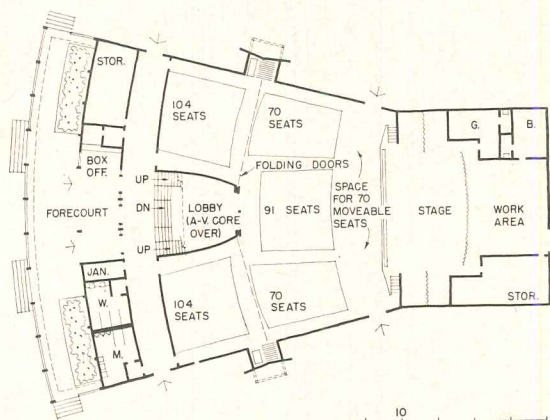 STOR.
104
SEATS
70
SEATS
G.
B.
BOX
OFF.
UP
FOLDING DOORS
DN
LOBBY
(A-V. CORE
OVER)
91 SEATS
SPACE
FOR 70
MOVEABLE
SEATS
STAGE
WORK
AREA
FORECOURT
UP
JAN.
W.
M.
104
SEATS
70
SEATS
STOR.
10